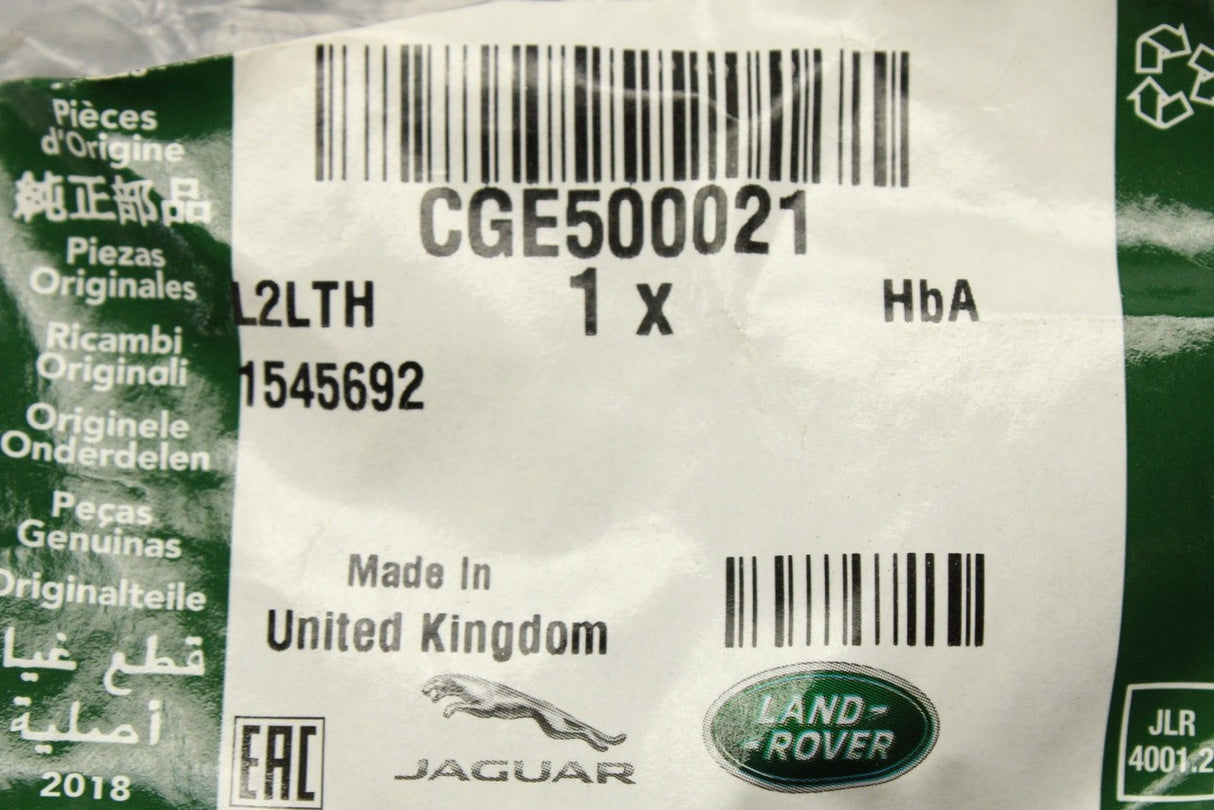 Pièces
d'Origine
純正部品
Piezas
Originales
Ricambi
Originali
Originele
Onderdelen
Peças
Genuinas
Originalteile
قطع غيا
أصلية
2018
CGE500021
L2LTH 1 x HbA
1545692
Made In
United Kingdom
EAC
JAGUAR
LAND-
-ROVER
JLR
4001.2